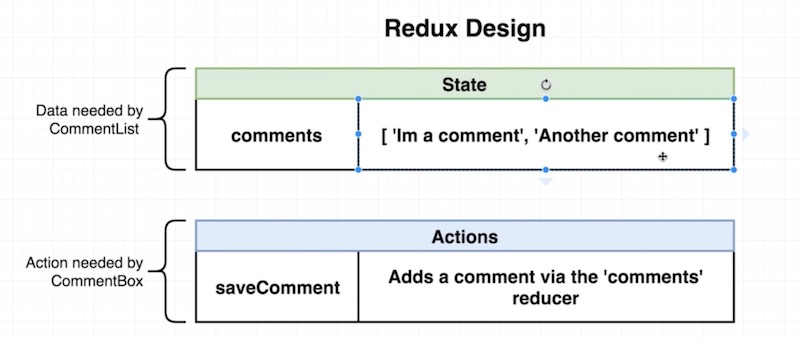 Redux Design
State
Data needed by
CommentList
comments
[ 'Im a comment', 'Another comment' ]
Actions
Action needed by
CommentBox
saveComment
Adds a comment via the 'comments'
reducer